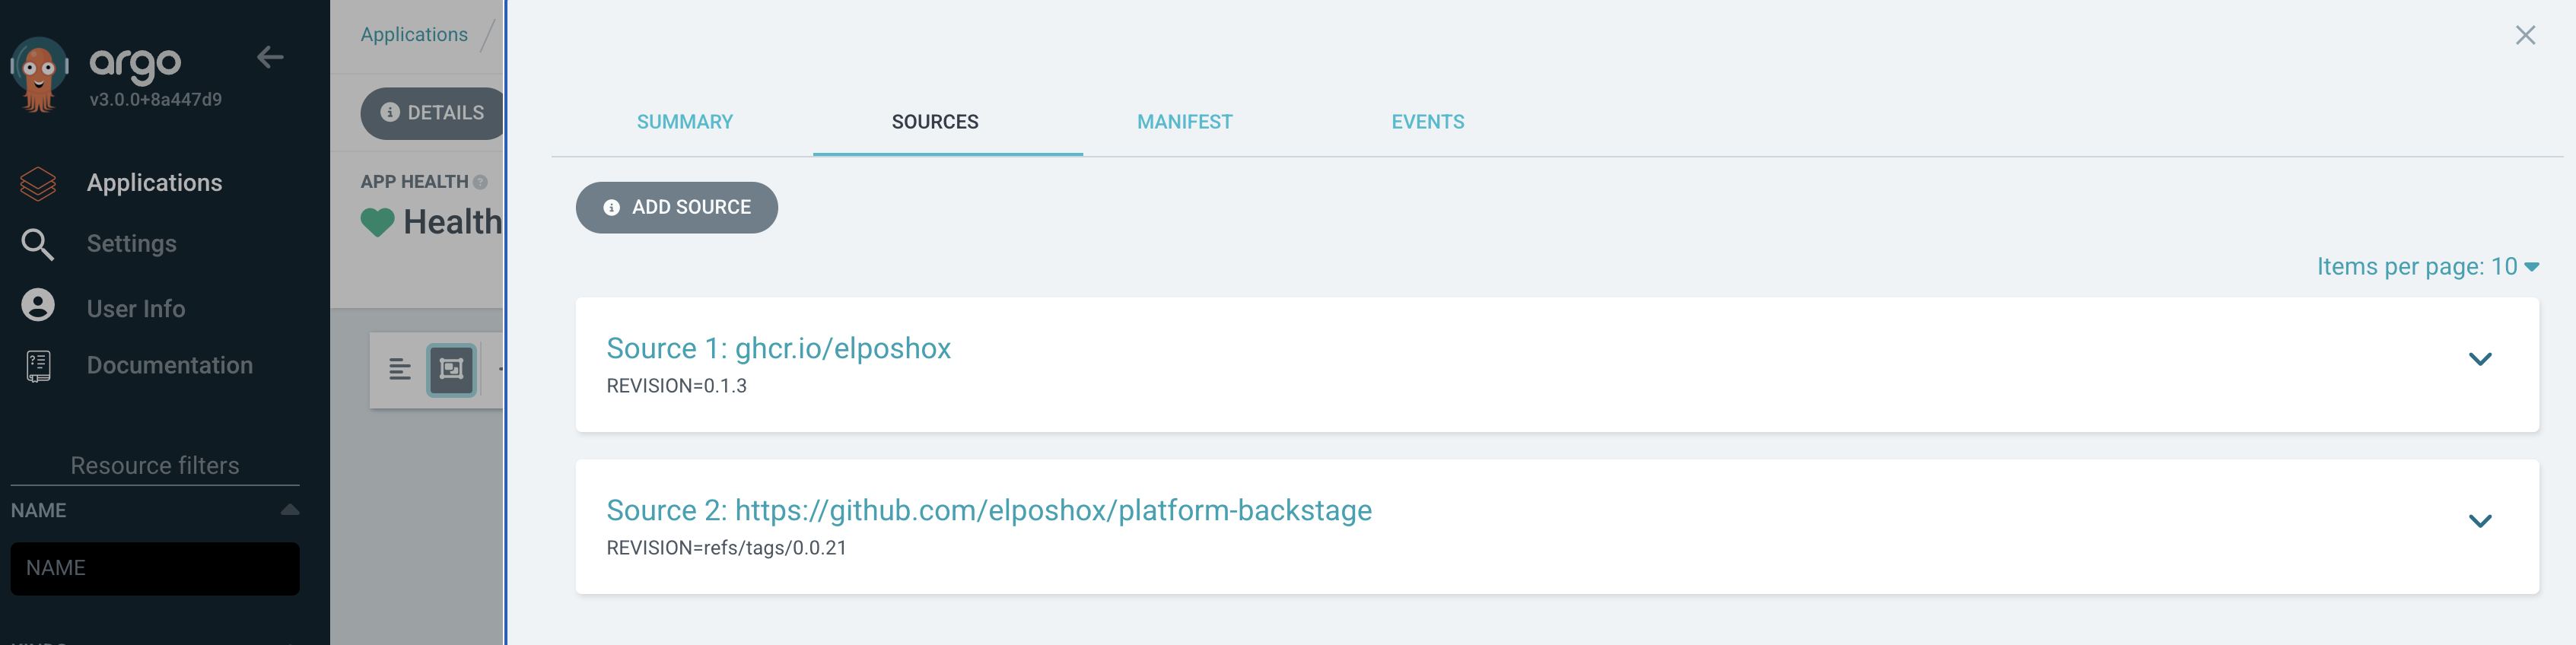 argo
v3.0.0+8a447d9
Applications
Settings
User Info
Documentation
Resource filters
NAME
NAME
Applications /
DETAILS
APP HEALTH
Health
SUMMARY
SOURCES
MANIFEST
EVENTS
ADD SOURCE
Items per page: 10
Source 1: ghcr.io/elposhox
REVISION=0.1.3
Source 2: https://github.com/elposhox/platform-backstage
REVISION=refs/tags/0.0.21